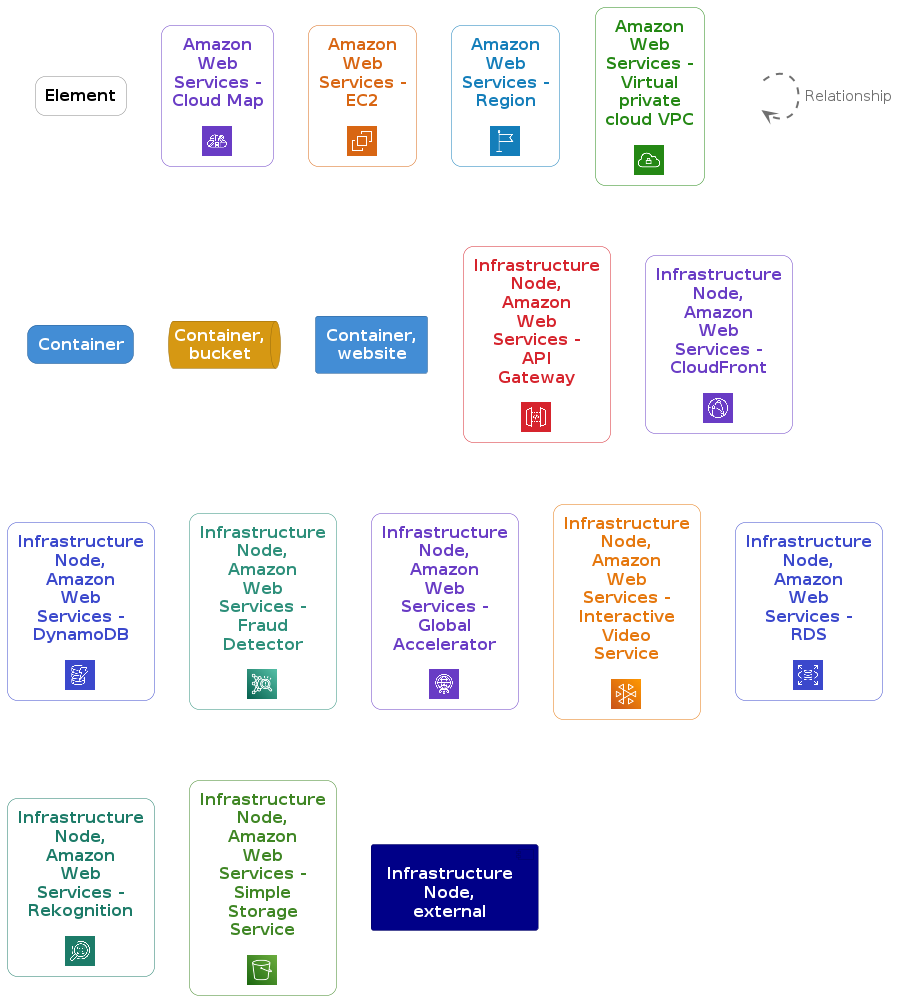 Element
Amazon
Web
Services -
Cloud Map
Amazon
Web
Services -
EC2
Amazon
Web
Services -
Region
Amazon
Web
Services -
Virtual
private
cloud VPC
Relationship
Container
Container,
bucket
Container,
website
Infrastructure
Node,
Amazon
Web
Services -
API
Gateway
Infrastructure
Node,
Amazon
Web
Services -
CloudFront
Infrastructure
Node,
Amazon
Web
Services -
DynamoDB
Infrastructure
Node,
Amazon
Web
Services -
Fraud
Detector
Infrastructure
Node,
Amazon
Web
Services -
Global
Accelerator
Infrastructure
Node,
Amazon
Web
Services -
Interactive
Video
Service
Infrastructure
Node,
Amazon
Web
Services -
RDS
Infrastructure
Node,
Amazon
Web
Services -
Rekognition
Infrastructure
Node,
Amazon
Web
Services -
Simple
Storage
Service
Infrastructure
Node,
external